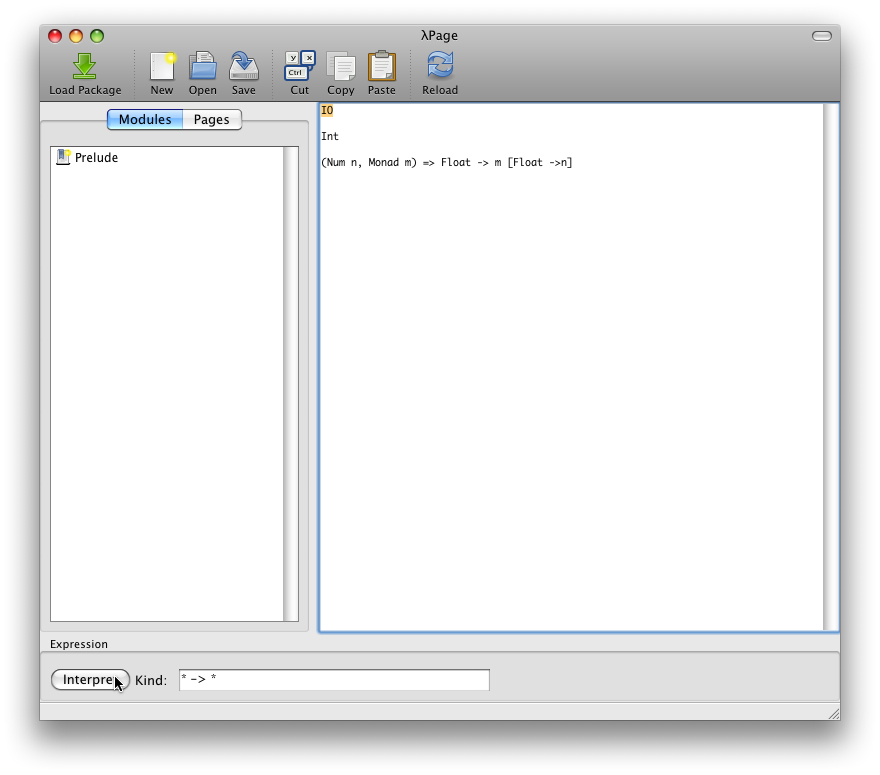 λPage
Load Package New Open Save Cut Copy Paste Reload
y x
Ctrl
Modules Pages
Prelude
IO
Int
(Num n, Monad m) => Float -> m [Float ->n]
Expression
Kind: * -> *